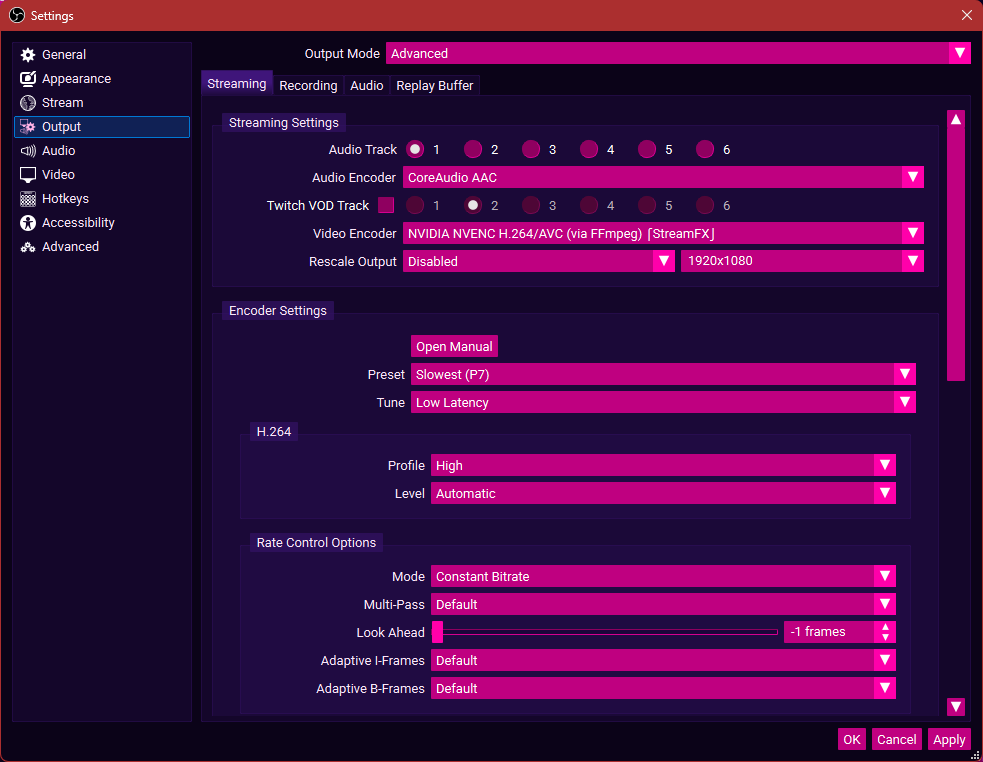 Settings
General
Appearance
Stream
Output
Audio
Video
Hotkeys
Accessibility
Advanced
Output Mode Advanced
Streaming Recording Audio Replay Buffer
Streaming Settings
Audio Track 1 2 3 4 5 6
Audio Encoder CoreAudio AAC
Twitch VOD Track 1 2 3 4 5 6
Video Encoder NVIDIA NVENC H.264/AVC (via FFmpeg) ⌈StreamFX⌋
Rescale Output Disabled 1920x1080
Encoder Settings
Open Manual
Preset Slowest (P7)
Tune Low Latency
H.264
Profile High
Level Automatic
Rate Control Options
Mode Constant Bitrate
Multi-Pass Default
Look Ahead -1 frames
Adaptive I-Frames Default
Adaptive B-Frames Default
OK Cancel Apply